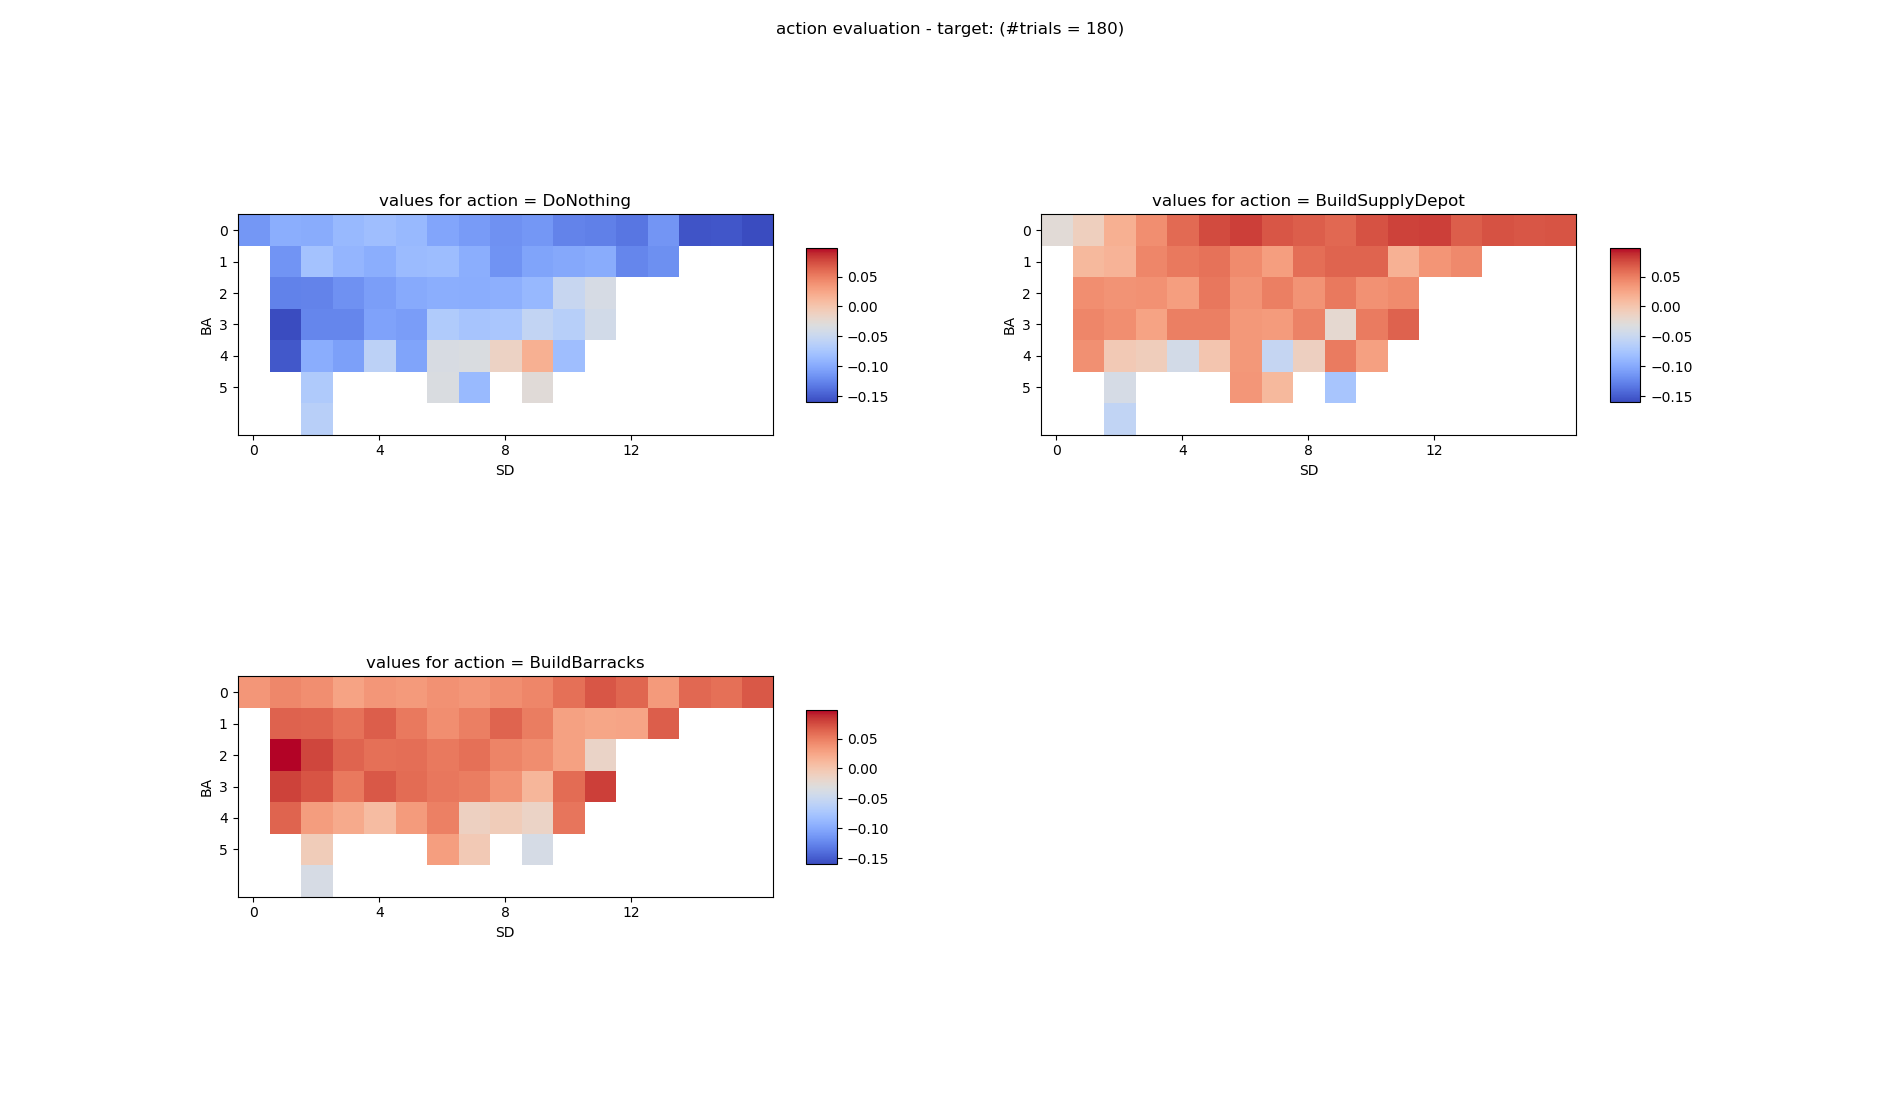 action evaluation - target: (#trials = 180)
values for action = DoNothing
0
1
2
3
4
5
BA
0 4 8 12
SD
0.05
0.00
−0.05
−0.10
−0.15
values for action = BuildSupplyDepot
0
1
2
3
4
5
BA
0 4 8 12
SD
0.05
0.00
−0.05
−0.10
−0.15
values for action = BuildBarracks
0
1
2
3
4
5
BA
0 4 8 12
SD
0.05
0.00
−0.05
−0.10
−0.15